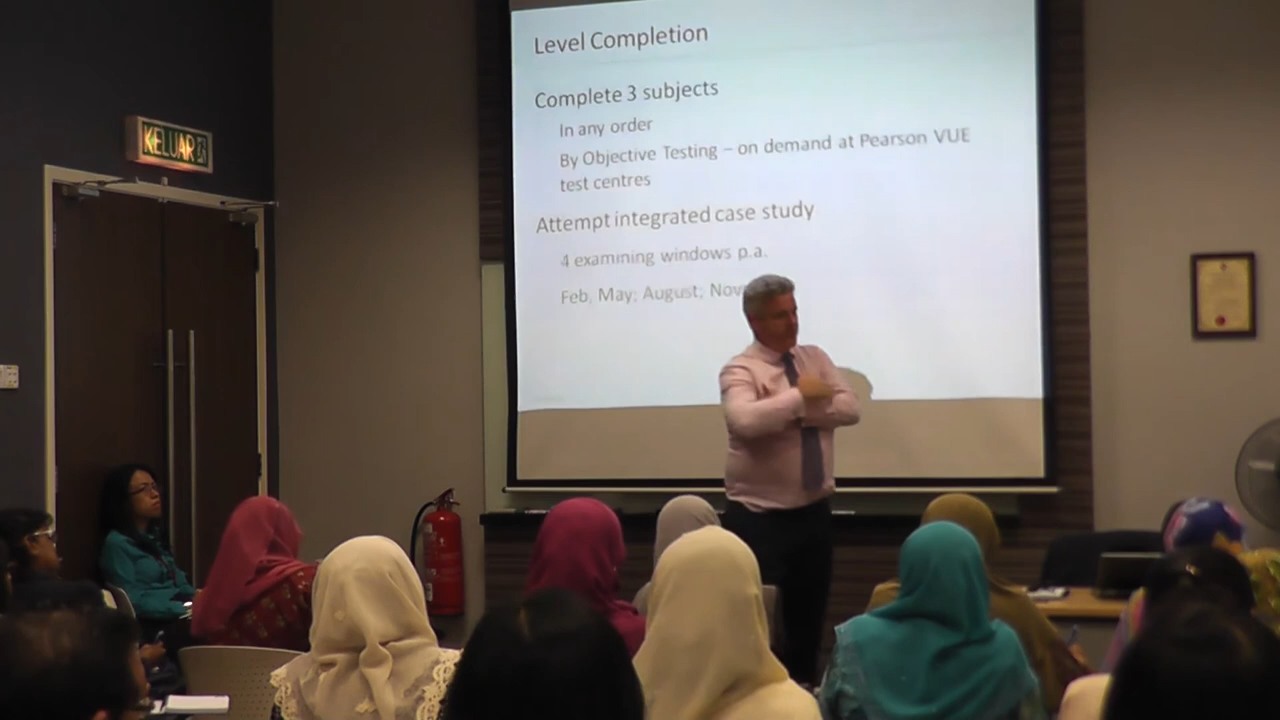 Level Completion
Complete 3 subjects
In any order
By Objective Testing – on demand at Pearson VUE
test centres
Attempt integrated case study
4 examining windows p.a.
Feb, May; August; Nov
KELUAR